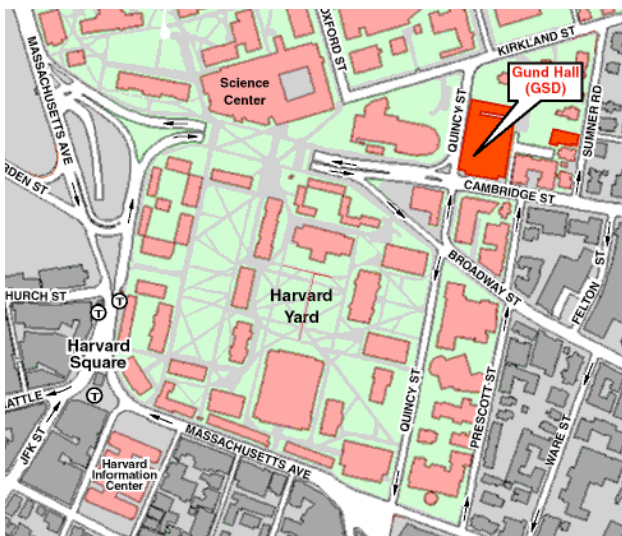 MASSACHUSETTS AVE
OXFORD ST
KIRKLAND ST
Science
Center
QUINCY ST
Gund Hall
(GSD)
SUMNER RD
RDEN ST
CAMBRIDGE ST
BROADWAY ST
FELTON ST
HURCH ST
T
T
Harvard
Yard
Harvard
Square
T
RATTLE
JFK ST
MASSACHUSETTS AVE
QUINCY ST
PRESCOTT ST
WARE ST
Harvard
Information
Center